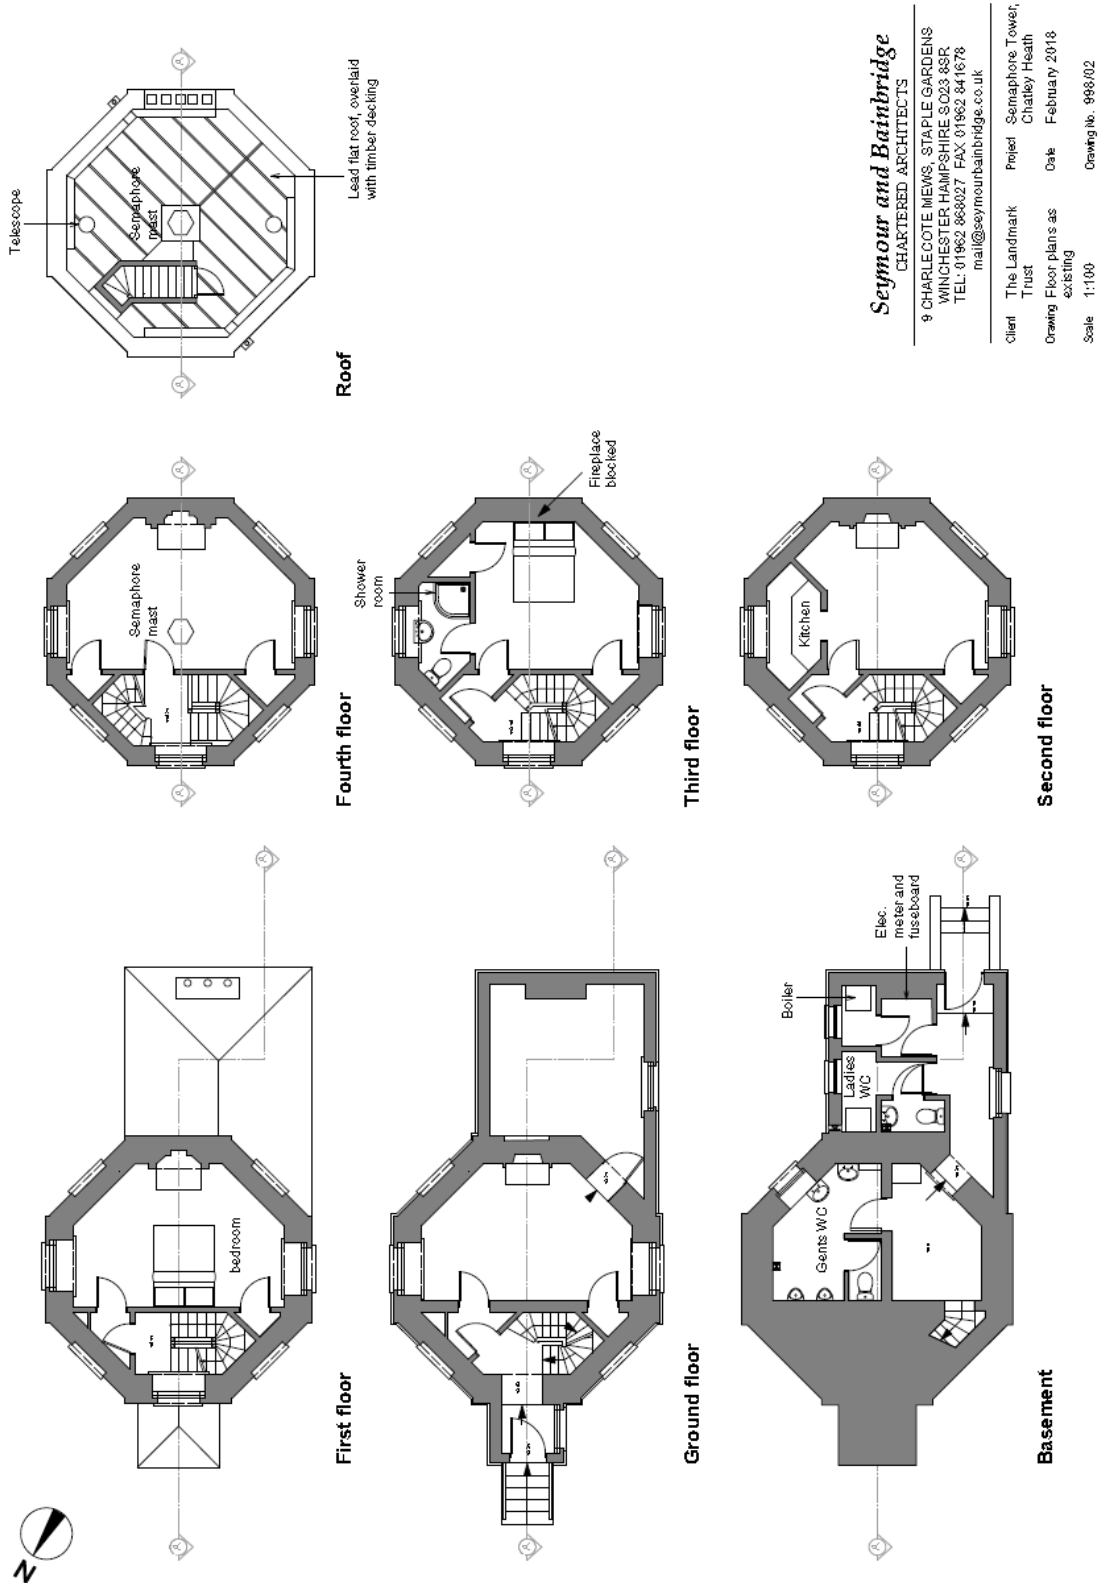 Telescope
Semaphore
mast
Lead flat roof, overlaid
with timber decking
Roof
Semaphore
mast
Fourth floor
Shower
room
Fireplace
blocked
Third floor
Kitchen
Second floor
bedroom
First floor
Ground floor
Boiler
Elec.
meter and
fuseboard
Ladies
WC
Gents WC
Basement
N
Seymour and Bainbridge
CHARTERED ARCHITECTS
9 CHARLECOTE MEWS, STAPLE GARDENS
WINCHESTER HAMPSHIRE SO23 8SR
TEL: 01962 868027 FAX 01962 841678
mail@seymourbainbridge.co.uk
Client The Landmark Trust
Project Semaphore Tower, Chatley Heath
Drawing Floor plans as existing
Date February 2018
Scale 1:100
Drawing No. 998/02